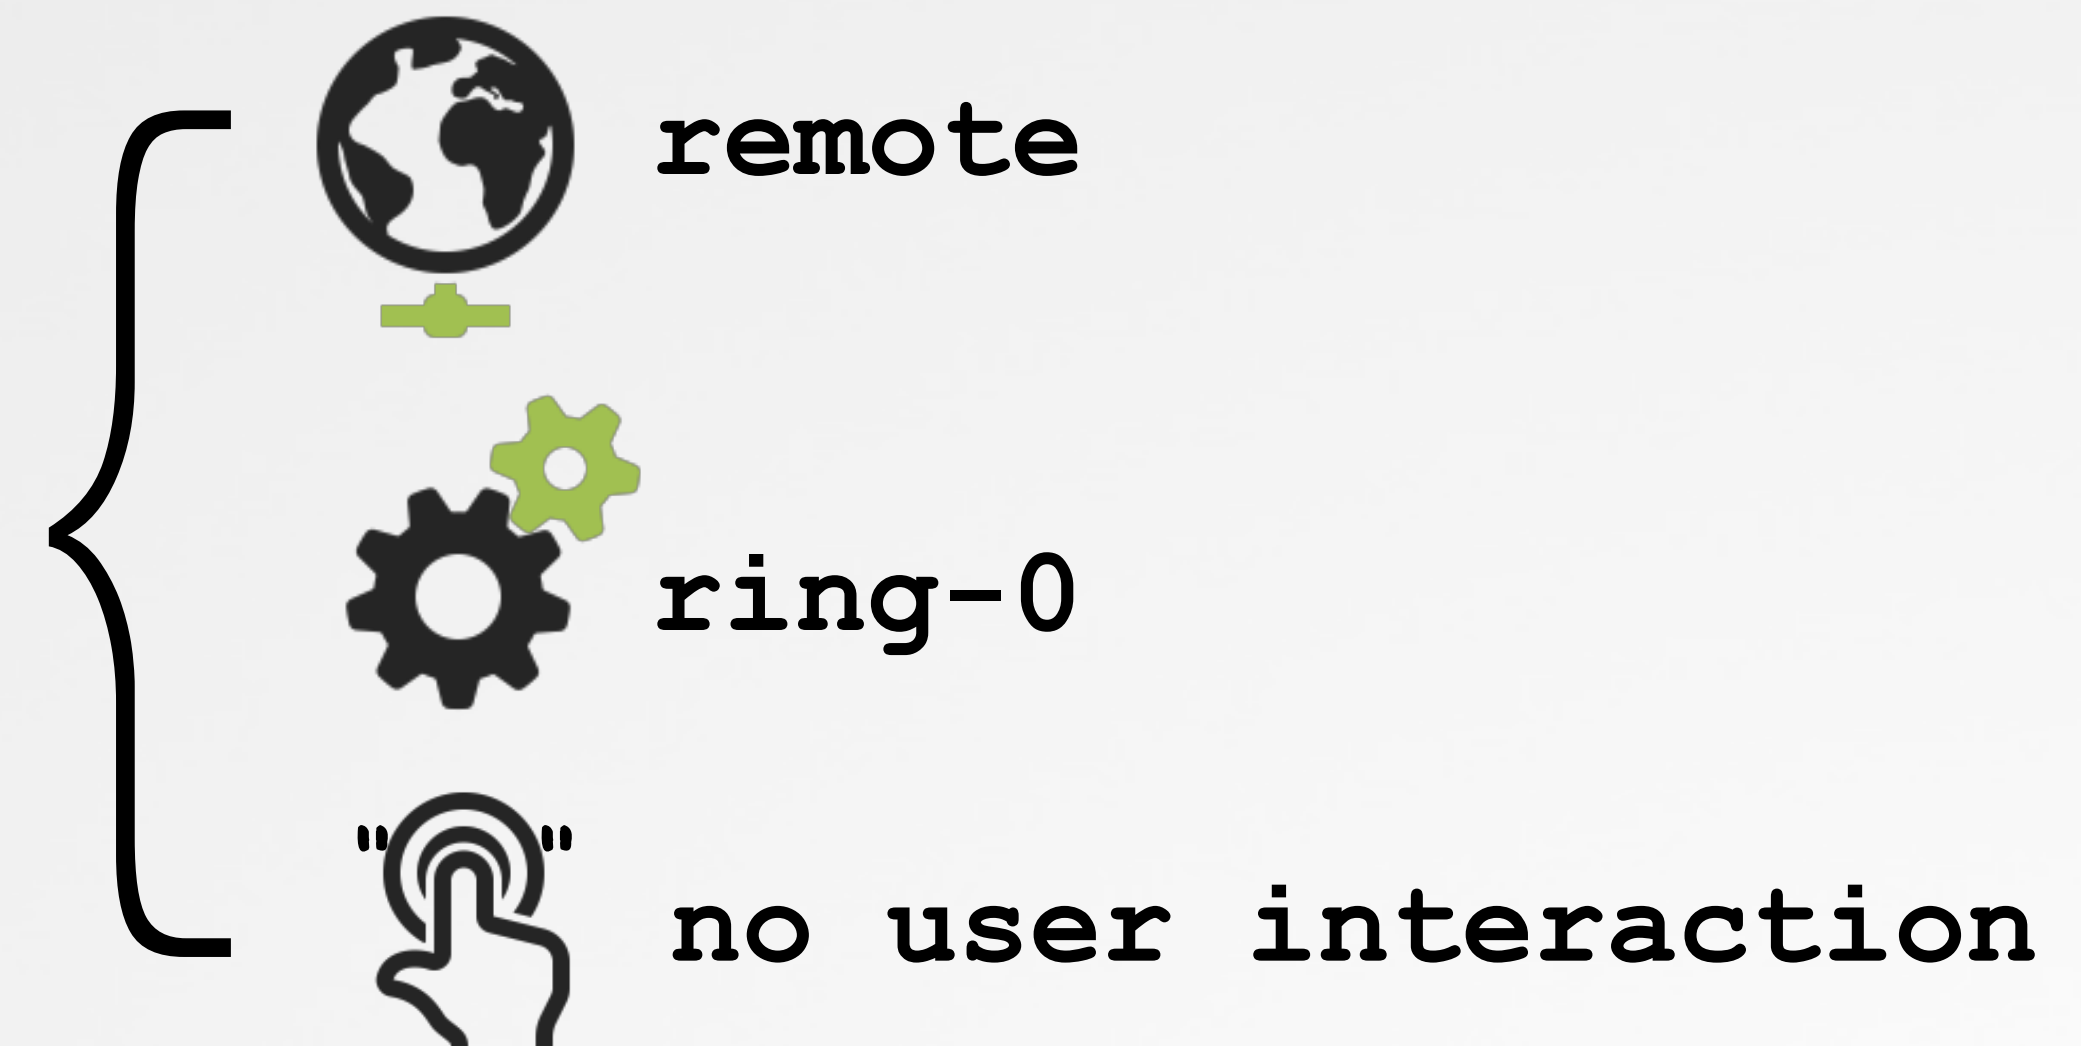 remote
ring-0
" "
no user interaction